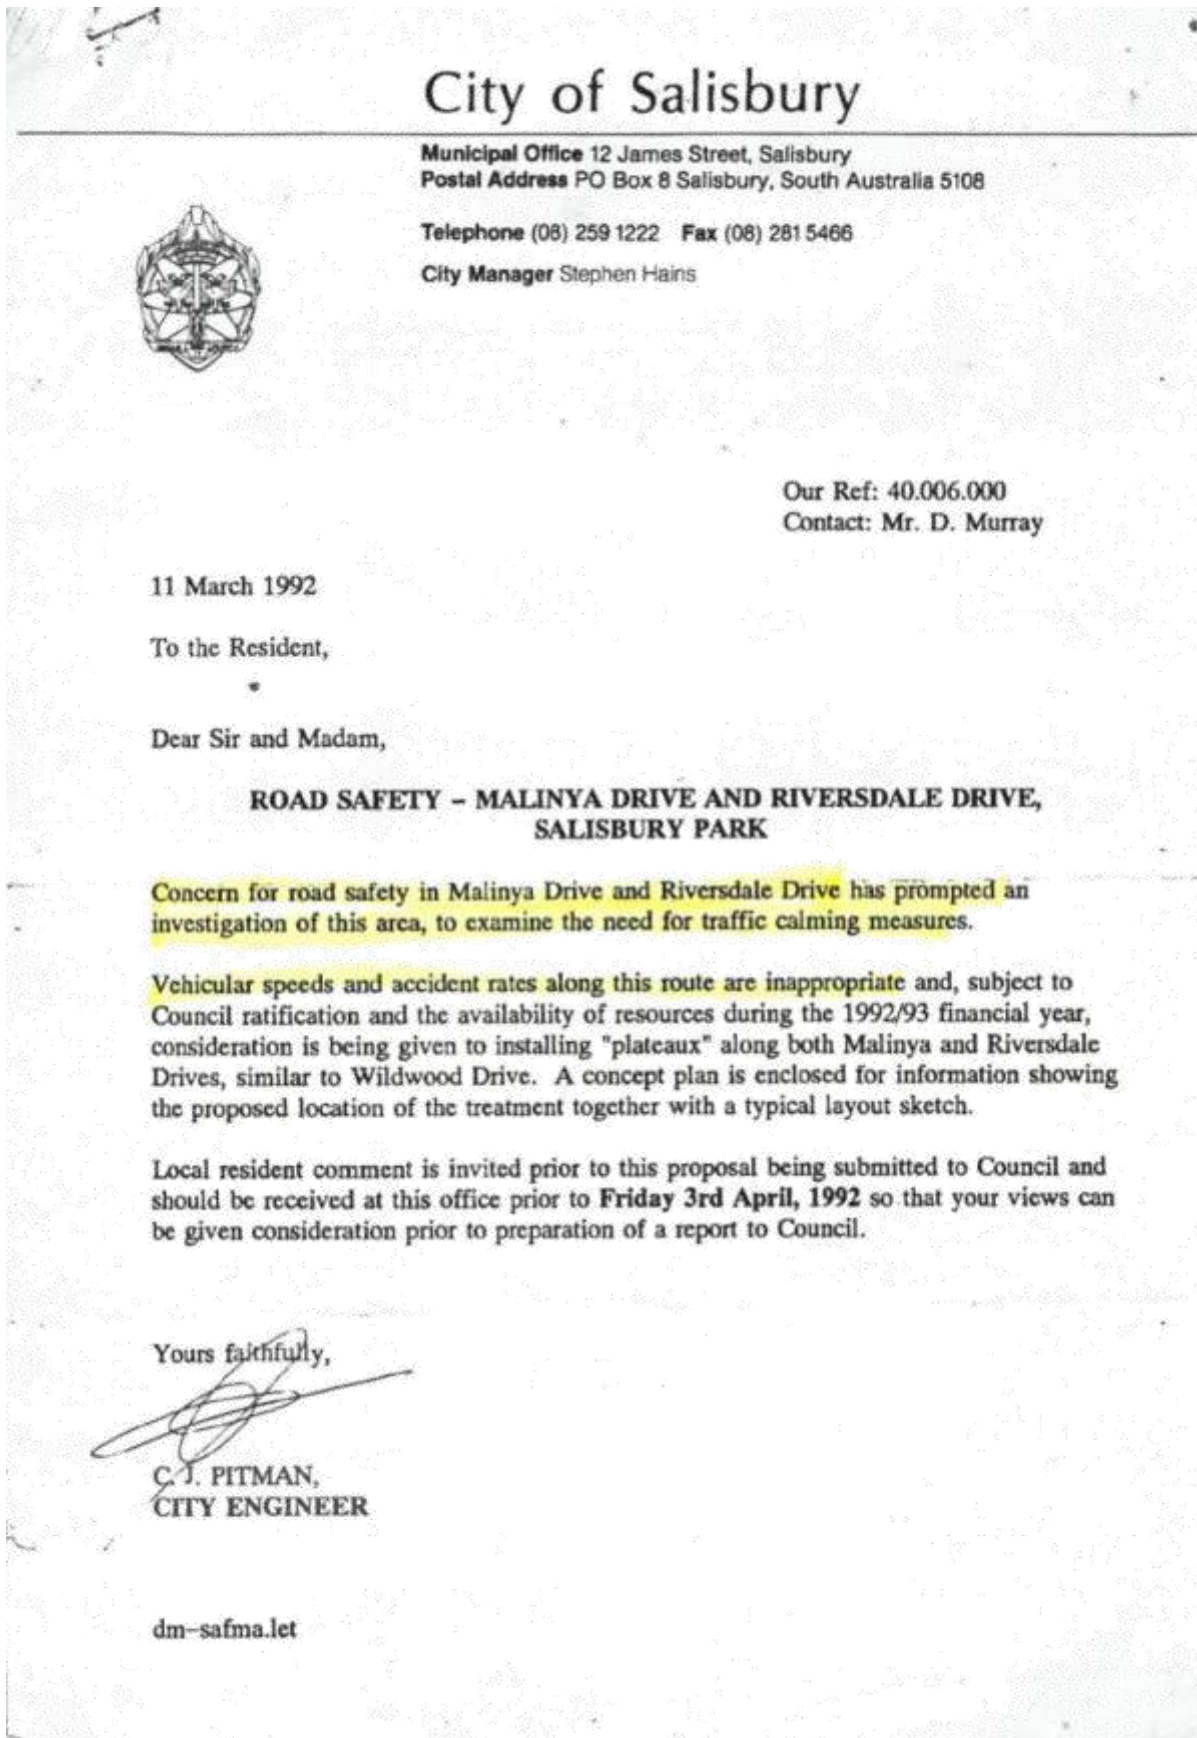 City of Salisbury
Municipal Office 12 James Street, Salisbury
Postal Address PO Box 8 Salisbury, South Australia 5108
Telephone (08) 259 1222 Fax (08) 281 5466
City Manager Stephen Hains
Our Ref: 40.006.000
Contact: Mr. D. Murray
11 March 1992
To the Resident,
Dear Sir and Madam,
ROAD SAFETY – MALINYA DRIVE AND RIVERSDALE DRIVE,
SALISBURY PARK
Concern for road safety in Malinya Drive and Riversdale Drive has prompted an
investigation of this area, to examine the need for traffic calming measures.
Vehicular speeds and accident rates along this route are inappropriate and, subject to
Council ratification and the availability of resources during the 1992/93 financial year,
consideration is being given to installing "plateaux" along both Malinya and Riversdale
Drives, similar to Wildwood Drive. A concept plan is enclosed for information showing
the proposed location of the treatment together with a typical layout sketch.
Local resident comment is invited prior to this proposal being submitted to Council and
should be received at this office prior to Friday 3rd April, 1992 so that your views can
be given consideration prior to preparation of a report to Council.
Yours faithfully,
C. J. PITMAN,
CITY ENGINEER
dm-safma.let